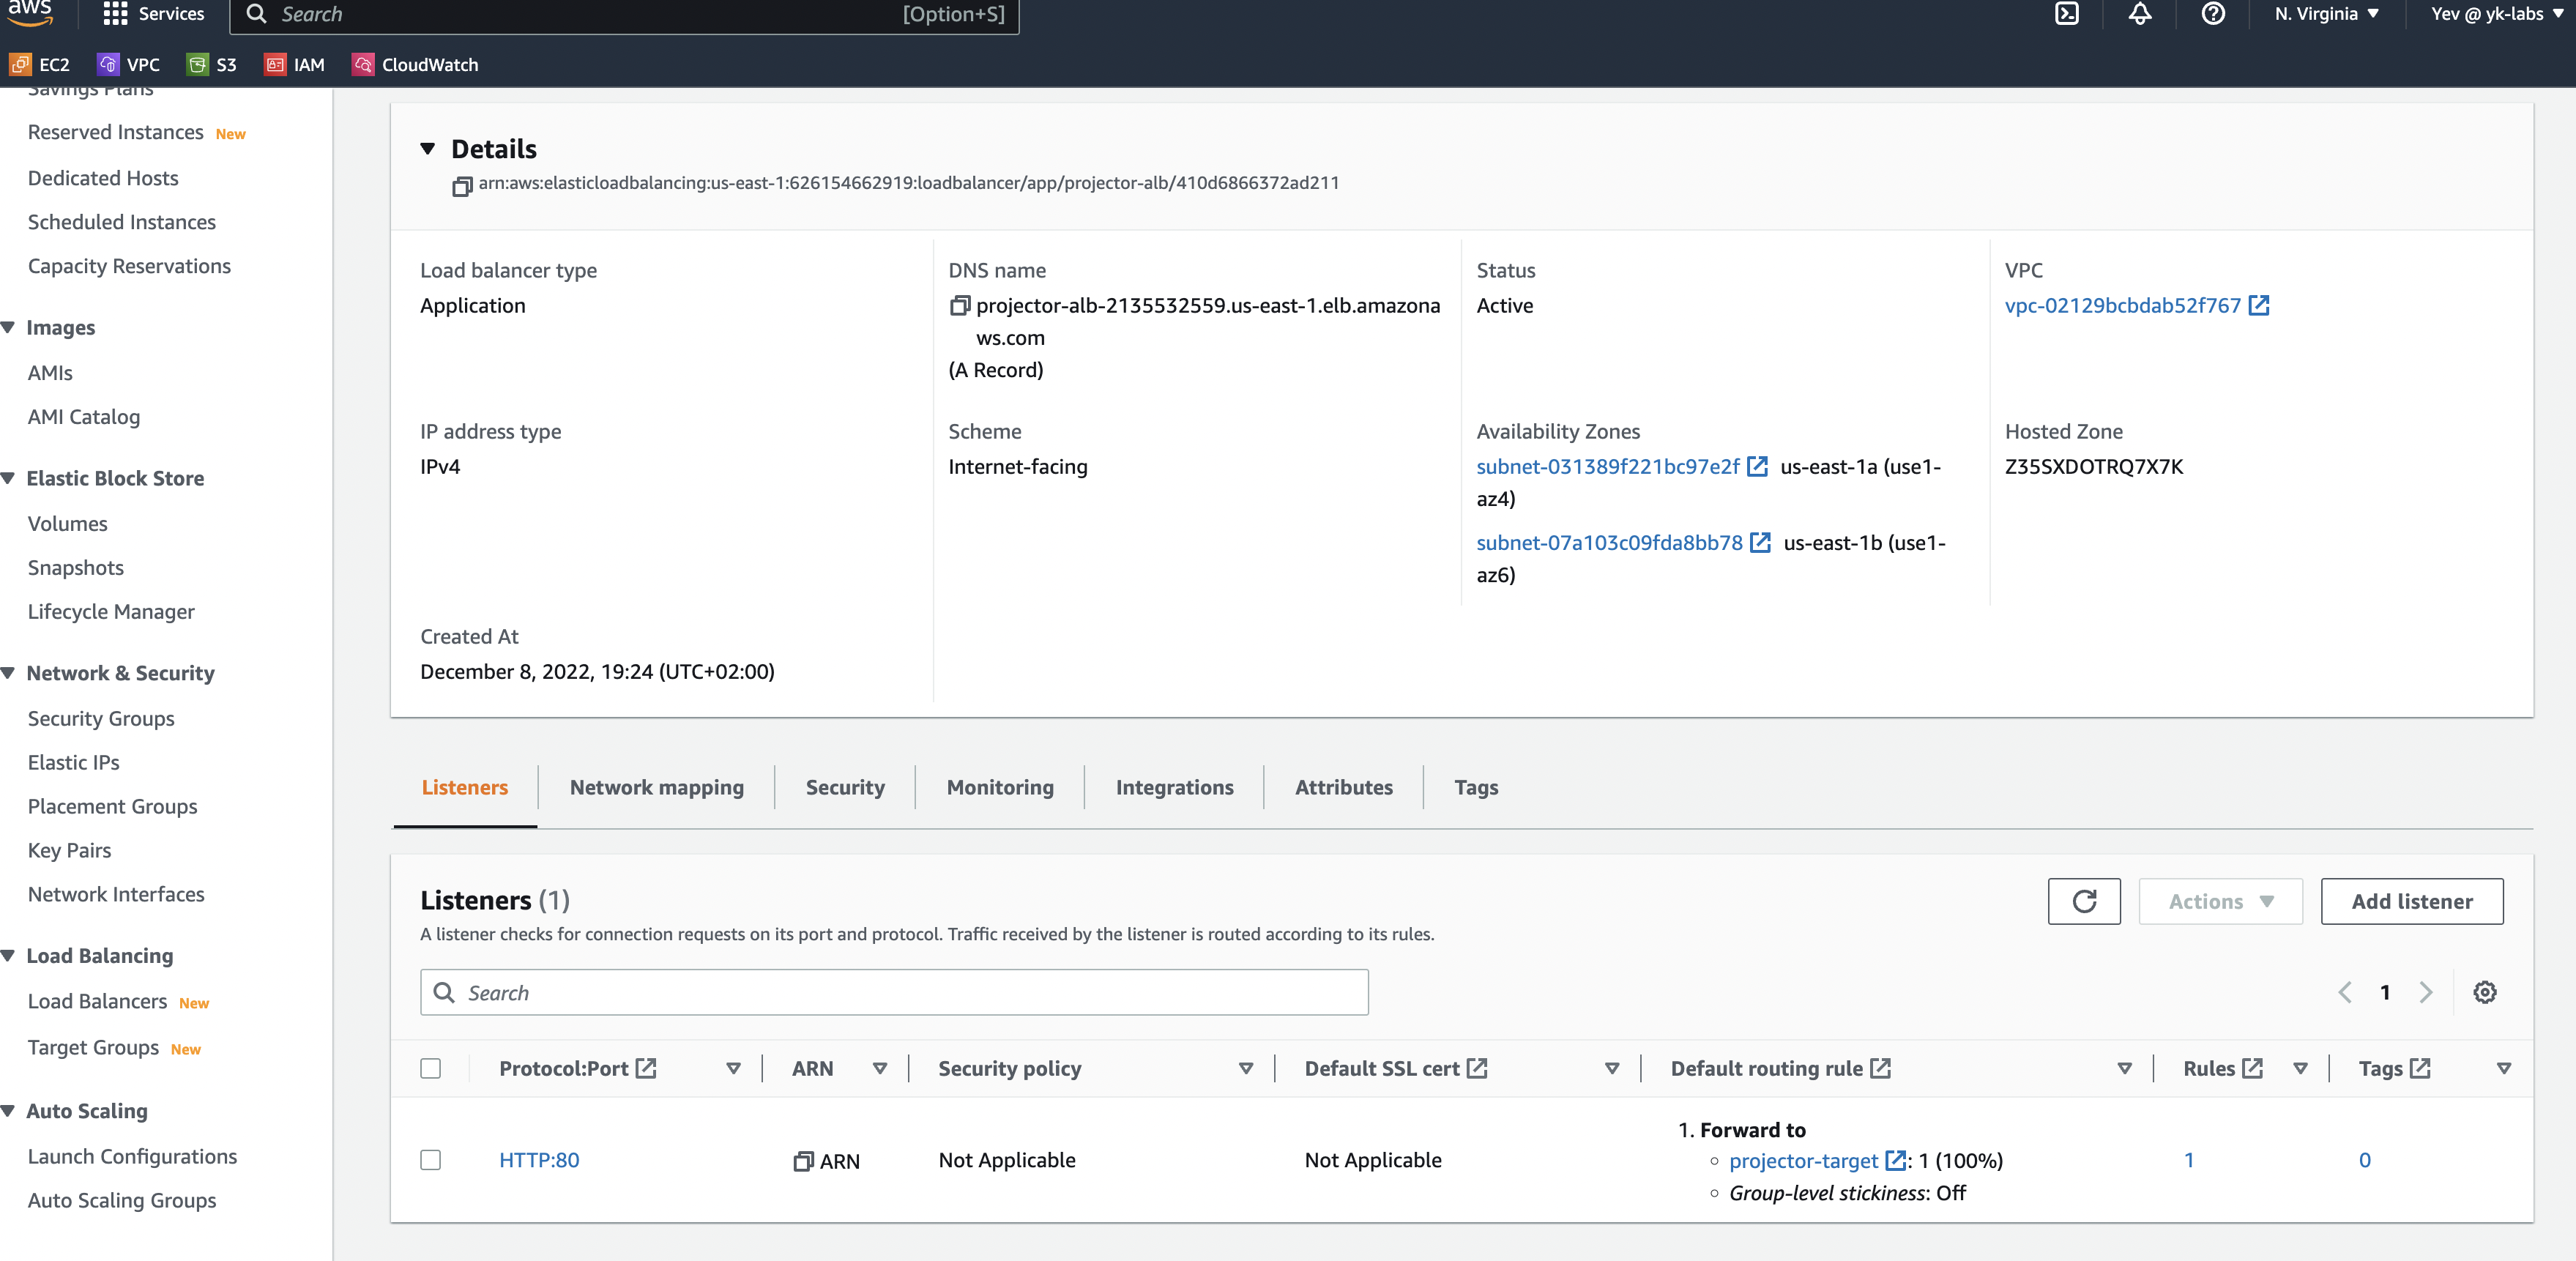 aws
Services
Search
[Option+S]
N. Virginia
Yev @ yk-labs
EC2
VPC
S3
IAM
CloudWatch
Savings Plans
Reserved Instances New
Dedicated Hosts
Scheduled Instances
Capacity Reservations
Images
AMIs
AMI Catalog
Elastic Block Store
Volumes
Snapshots
Lifecycle Manager
Network & Security
Security Groups
Elastic IPs
Placement Groups
Key Pairs
Network Interfaces
Load Balancing
Load Balancers New
Target Groups New
Auto Scaling
Launch Configurations
Auto Scaling Groups
Details
arn:aws:elasticloadbalancing:us-east-1:626154662919:loadbalancer/app/projector-alb/410d6866372ad211
Load balancer type
Application
DNS name
projector-alb-2135532559.us-east-1.elb.amazona
ws.com
(A Record)
Status
Active
VPC
vpc-02129bcbdab52f767
IP address type
IPv4
Scheme
Internet-facing
Availability Zones
subnet-031389f221bc97e2f us-east-1a (use1-
az4)
subnet-07a103c09fda8bb78 us-east-1b (use1-
az6)
Hosted Zone
Z35SXDOTRQ7X7K
Created At
December 8, 2022, 19:24 (UTC+02:00)
Listeners
Network mapping
Security
Monitoring
Integrations
Attributes
Tags
Listeners (1)
A listener checks for connection requests on its port and protocol. Traffic received by the listener is routed according to its rules.
Actions
Add listener
Search
1
Protocol:Port
ARN
Security policy
Default SSL cert
Default routing rule
Rules
Tags
HTTP:80
ARN
Not Applicable
Not Applicable
1. Forward to
projector-target : 1 (100%)
Group-level stickiness: Off
1
0